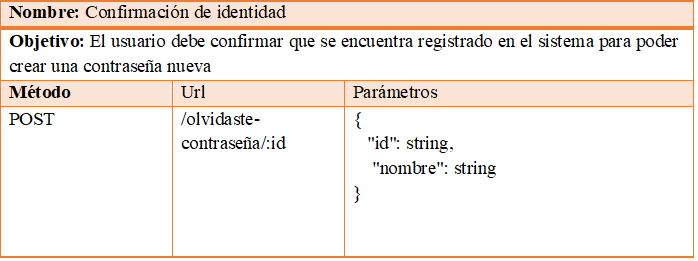 Nombre: Confirmación de identidad
Objetivo: El usuario debe confirmar que se encuentra registrado en el sistema para poder
crear una contraseña nueva
Método Url Parámetros
POST /olvidaste-
contraseña/:id
{
"id": string,
"nombre": string
}